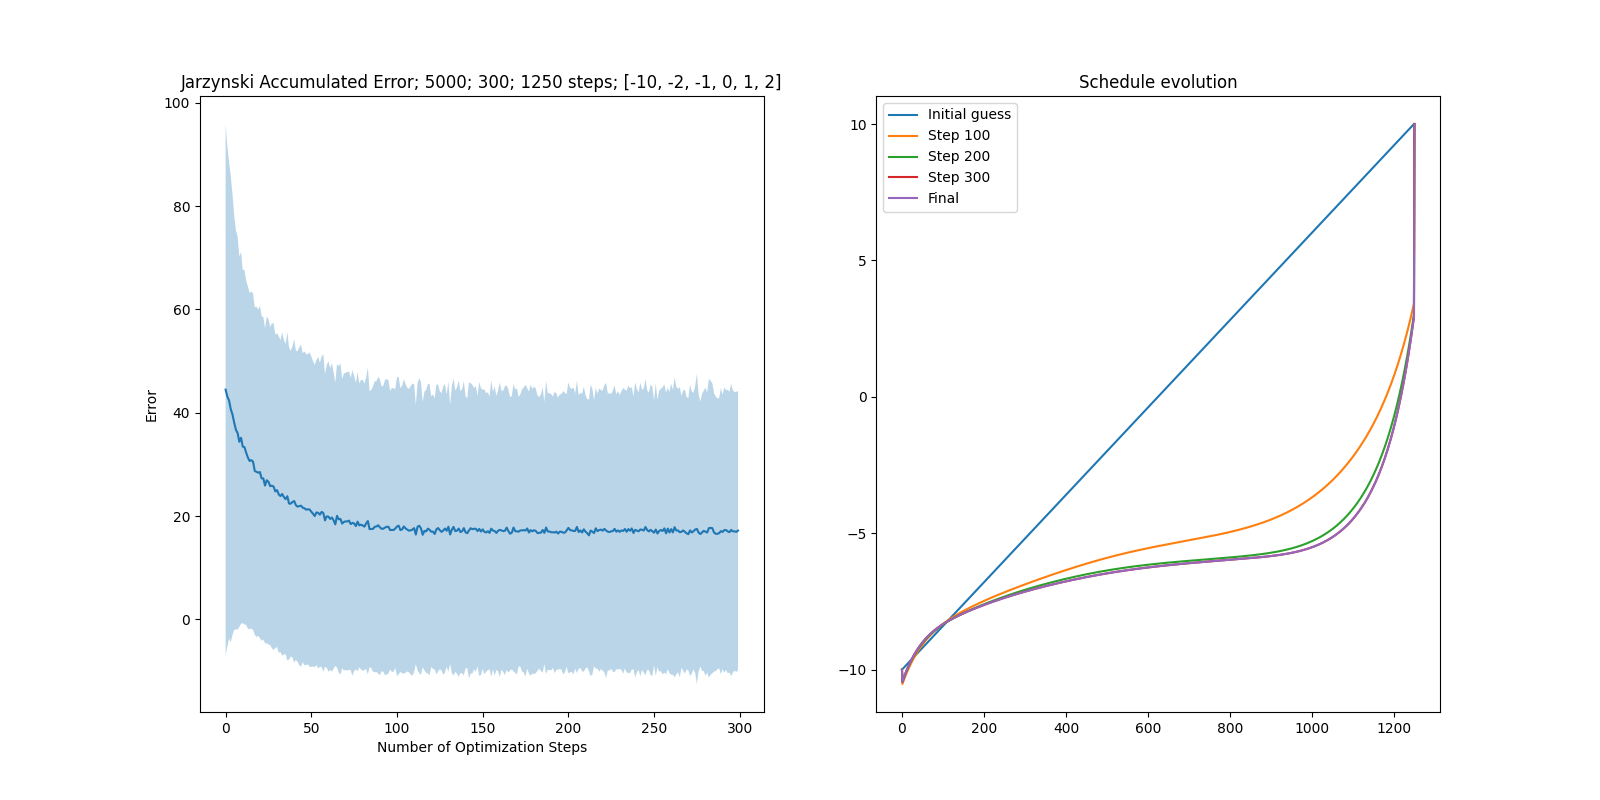 Jarzynski Accumulated Error; 5000; 300; 1250 steps; [-10, -2, -1, 0, 1, 2]
100
80
60
40
20
0
Error
0 50 100 150 200 250 300
Number of Optimization Steps
Schedule evolution
Initial guess
Step 100
Step 200
Step 300
Final
10
5
0
−5
−10
0 200 400 600 800 1000 1200